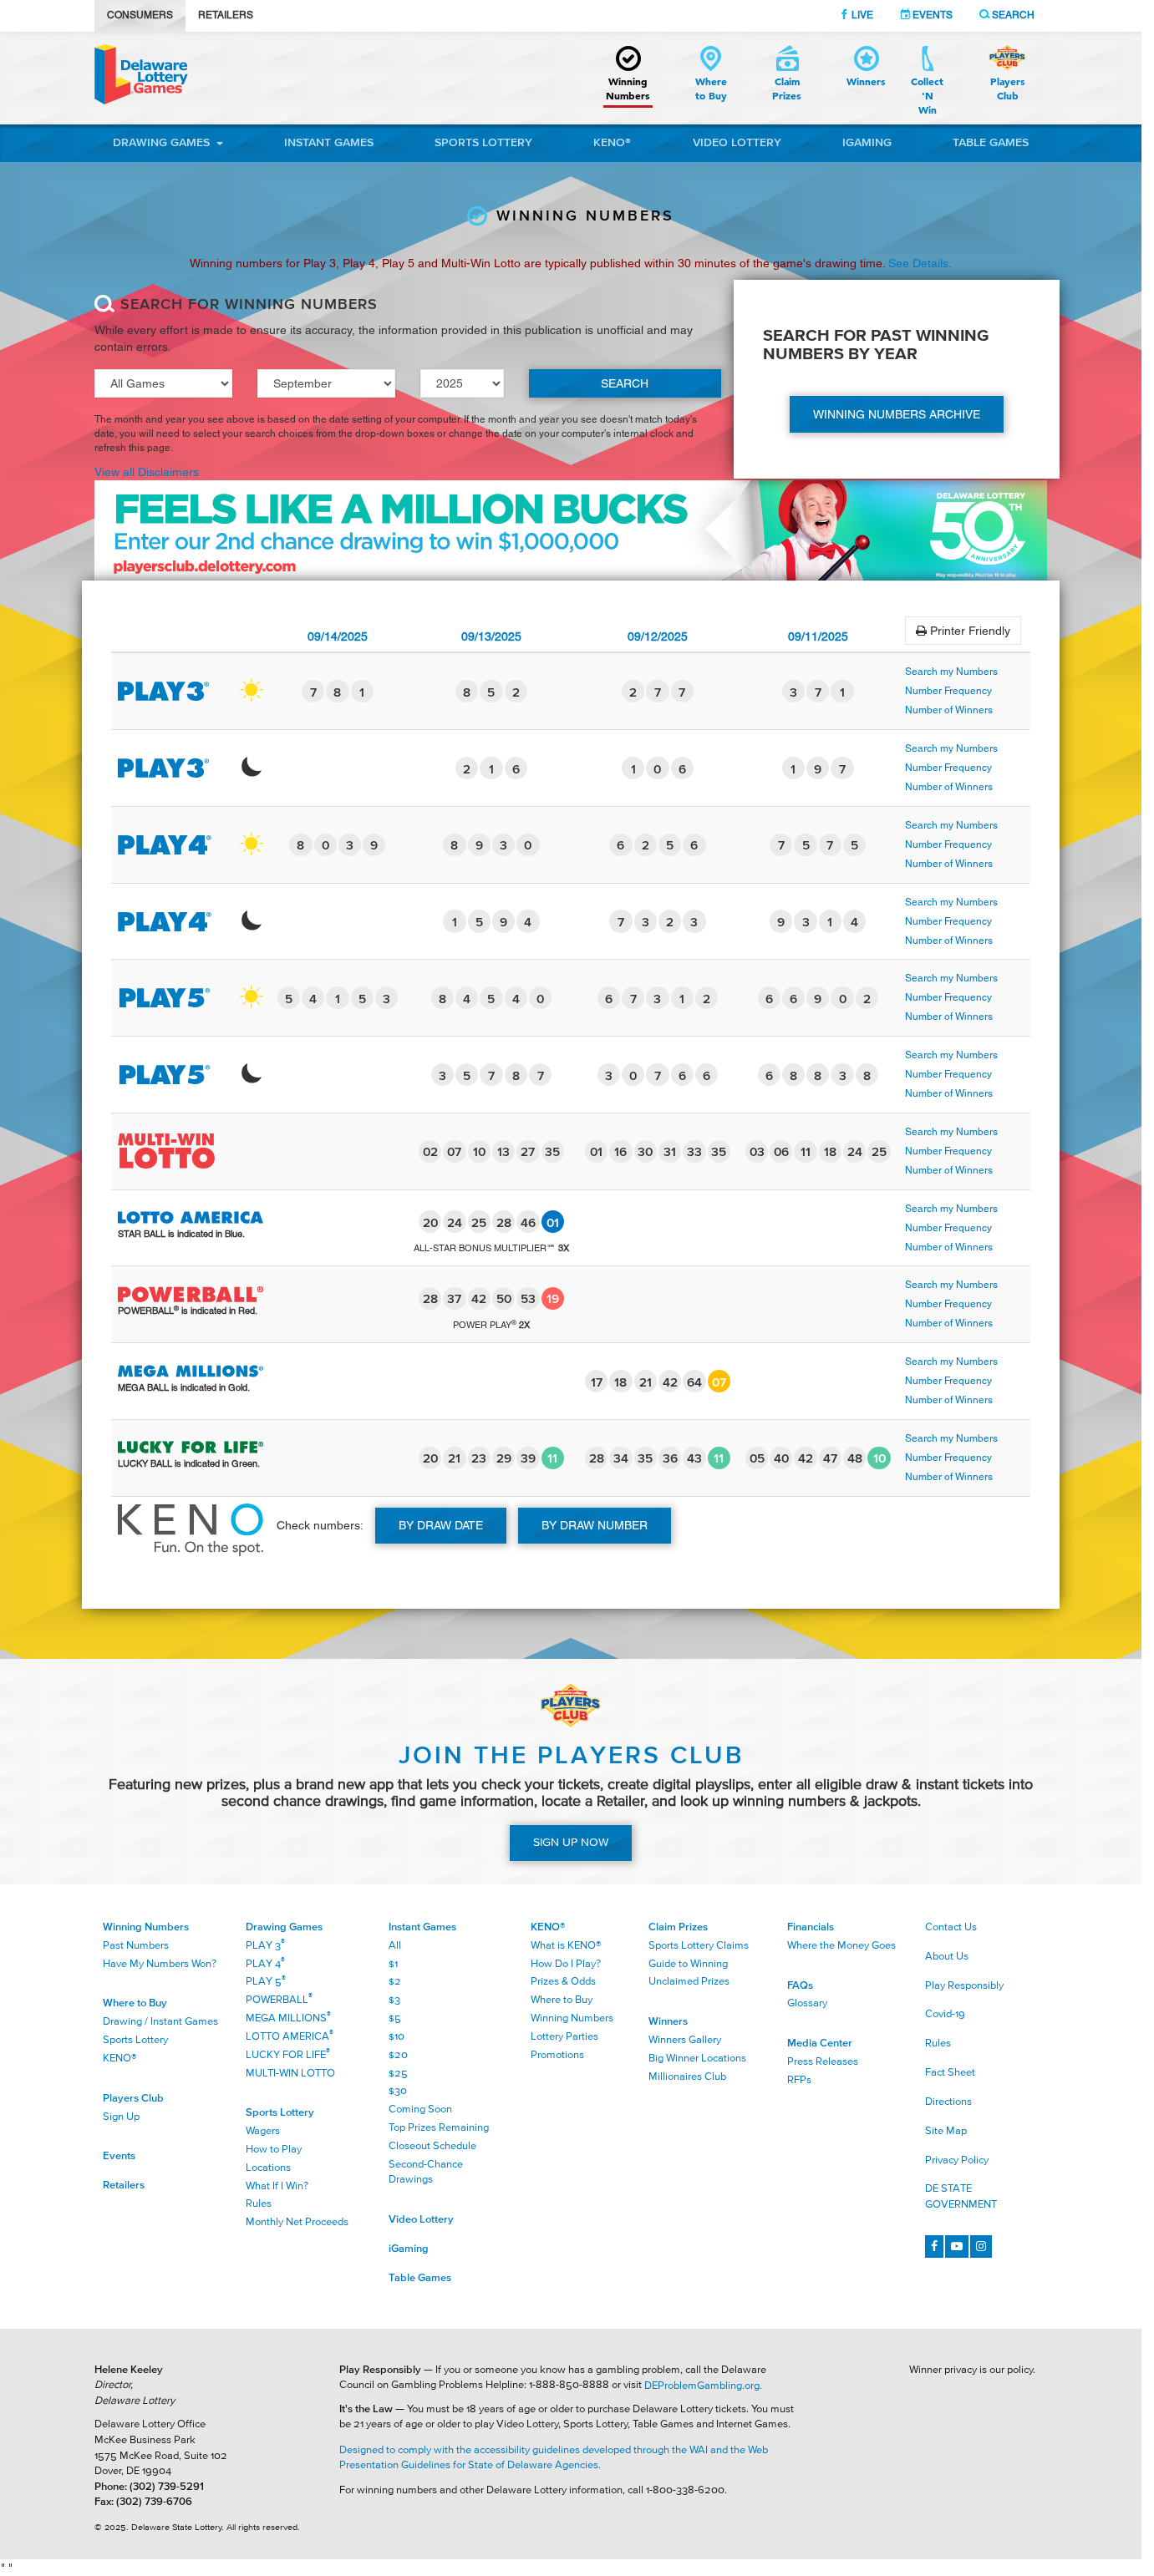 CONSUMERS RETAILERS LIVE EVENTS SEARCH
Delaware
Lottery
Games
Winning
Numbers
Where
to Buy
Claim
Prizes
Winners
Collect
'N
Win
Players
Club
DRAWING GAMES INSTANT GAMES SPORTS LOTTERY KENO® VIDEO LOTTERY IGAMING TABLE GAMES
WINNING NUMBERS
Winning numbers for Play 3, Play 4, Play 5 and Multi-Win Lotto are typically published within 30 minutes of the game's drawing time. See Details.
SEARCH FOR WINNING NUMBERS
While every effort is made to ensure its accuracy, the information provided in this publication is unofficial and may
contain errors.
All Games September 2025 SEARCH
The month and year you see above is based on the date setting of your computer. If the month and year you see doesn't match today's
date, you will need to select your search choices from the drop-down boxes or change the date on your computer's internal clock and
refresh this page.
View all Disclaimers
SEARCH FOR PAST WINNING
NUMBERS BY YEAR
WINNING NUMBERS ARCHIVE
FEELS LIKE A MILLION BUCKS
Enter our 2nd chance drawing to win $1,000,000
playersclub.delottery.com
DELAWARE LOTTERY
50TH
ANNIVERSARY
Play responsibly. Must be 18 to play.
09/14/2025 09/13/2025 09/12/2025 09/11/2025 Printer Friendly
PLAY3® 7 8 1 8 5 2 2 7 7 3 7 1
Search my Numbers
Number Frequency
Number of Winners
PLAY3® 2 1 6 1 0 6 1 9 7
Search my Numbers
Number Frequency
Number of Winners
PLAY4® 8 0 3 9 8 9 3 0 6 2 5 6 7 5 7 5
Search my Numbers
Number Frequency
Number of Winners
PLAY4® 1 5 9 4 7 3 2 3 9 3 1 4
Search my Numbers
Number Frequency
Number of Winners
PLAY5® 5 4 1 5 3 8 4 5 4 0 6 7 3 1 2 6 6 9 0 2
Search my Numbers
Number Frequency
Number of Winners
PLAY5® 3 5 7 8 7 3 0 7 6 6 6 8 8 3 8
Search my Numbers
Number Frequency
Number of Winners
MULTI-WIN
LOTTO
02 07 10 13 27 35 01 16 30 31 33 35 03 06 11 18 24 25
Search my Numbers
Number Frequency
Number of Winners
LOTTO AMERICA
STAR BALL is indicated in Blue.
20 24 25 28 46 01
ALL-STAR BONUS MULTIPLIER℠ 3X
Search my Numbers
Number Frequency
Number of Winners
POWERBALL®
POWERBALL® is indicated in Red.
28 37 42 50 53 19
POWER PLAY® 2X
Search my Numbers
Number Frequency
Number of Winners
MEGA MILLIONS®
MEGA BALL is indicated in Gold.
17 18 21 42 64 07
Search my Numbers
Number Frequency
Number of Winners
LUCKY FOR LIFE®
LUCKY BALL is indicated in Green.
20 21 23 29 39 11 28 34 35 36 43 11 05 40 42 47 48 10
Search my Numbers
Number Frequency
Number of Winners
KENO
Fun. On the spot.
Check numbers: BY DRAW DATE BY DRAW NUMBER
PLAYERS
CLUB
JOIN THE PLAYERS CLUB
Featuring new prizes, plus a brand new app that lets you check your tickets, create digital playslips, enter all eligible draw & instant tickets into
second chance drawings, find game information, locate a Retailer, and look up winning numbers & jackpots.
SIGN UP NOW
Winning Numbers
Past Numbers
Have My Numbers Won?
Where to Buy
Drawing / Instant Games
Sports Lottery
KENO®
Players Club
Sign Up
Events
Retailers
Drawing Games
PLAY 3®
PLAY 4®
PLAY 5®
POWERBALL®
MEGA MILLIONS®
LOTTO AMERICA®
LUCKY FOR LIFE®
MULTI-WIN LOTTO
Sports Lottery
Wagers
How to Play
Locations
What If I Win?
Rules
Monthly Net Proceeds
Instant Games
All
$1
$2
$3
$5
$10
$20
$25
$30
Coming Soon
Top Prizes Remaining
Closeout Schedule
Second-Chance
Drawings
Video Lottery
iGaming
Table Games
KENO®
What is KENO®
How Do I Play?
Prizes & Odds
Where to Buy
Winning Numbers
Lottery Parties
Promotions
Claim Prizes
Sports Lottery Claims
Guide to Winning
Unclaimed Prizes
Winners
Winners Gallery
Big Winner Locations
Millionaires Club
Financials
Where the Money Goes
FAQs
Glossary
Media Center
Press Releases
RFPs
Contact Us
About Us
Play Responsibly
Covid-19
Rules
Fact Sheet
Directions
Site Map
Privacy Policy
DE STATE
GOVERNMENT
Helene Keeley
Director,
Delaware Lottery
Delaware Lottery Office
McKee Business Park
1575 McKee Road, Suite 102
Dover, DE 19904
Phone: (302) 739-5291
Fax: (302) 739-6706
© 2025. Delaware State Lottery. All rights reserved.
Play Responsibly — If you or someone you know has a gambling problem, call the Delaware
Council on Gambling Problems Helpline: 1-888-850-8888 or visit DEProblemGambling.org.
It's the Law — You must be 18 years of age or older to purchase Delaware Lottery tickets. You must
be 21 years of age or older to play Video Lottery, Sports Lottery, Table Games and Internet Games.
Designed to comply with the accessibility guidelines developed through the WAI and the Web
Presentation Guidelines for State of Delaware Agencies.
For winning numbers and other Delaware Lottery information, call 1-800-338-6200.
Winner privacy is our policy.
" "